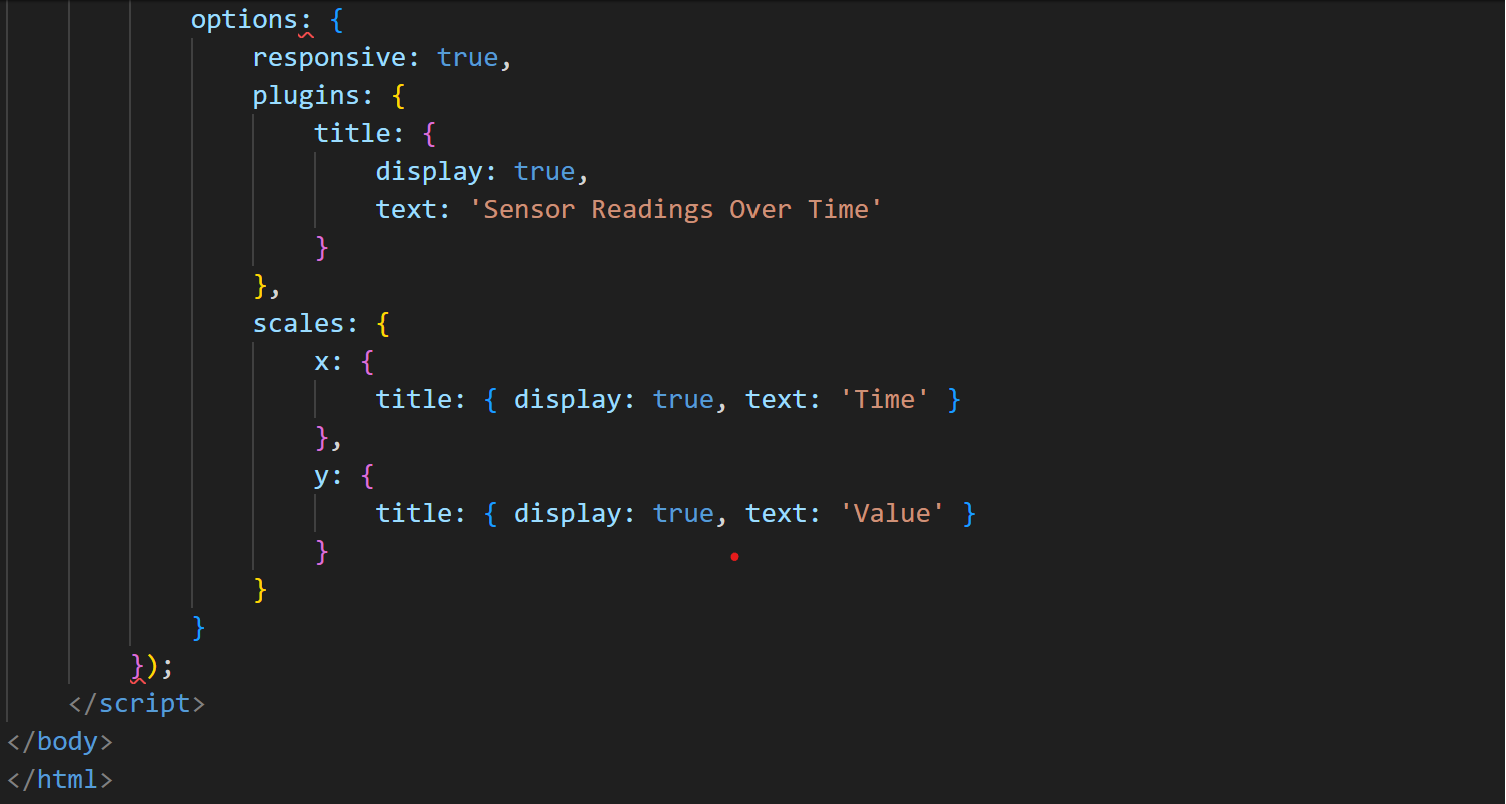 options: {
responsive: true,
plugins: {
title: {
display: true,
text: 'Sensor Readings Over Time'
}
},
scales: {
x: {
title: { display: true, text: 'Time' }
},
y: {
title: { display: true, text: 'Value' }
}
}
}
});
</script>
</body>
</html>